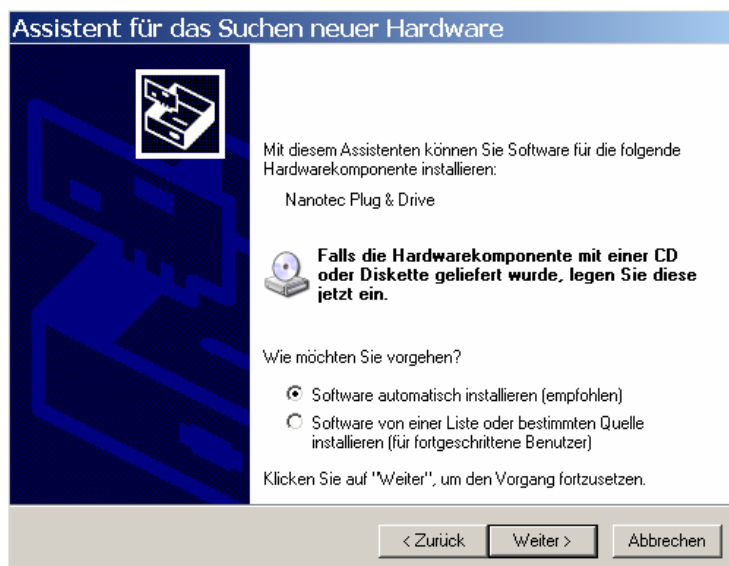 Assistent für das Suchen neuer Hardware
Mit diesem Assistenten können Sie Software für die folgende
Hardwarekomponente installieren:
Nanotec Plug & Drive
Falls die Hardwarekomponente mit einer CD
oder Diskette geliefert wurde, legen Sie diese
jetzt ein.
Wie möchten Sie vorgehen?
Software automatisch installieren (empfohlen)
Software von einer Liste oder bestimmten Quelle
installieren (für fortgeschrittene Benutzer)
Klicken Sie auf "Weiter", um den Vorgang fortzusetzen.
< Zurück Weiter > Abbrechen